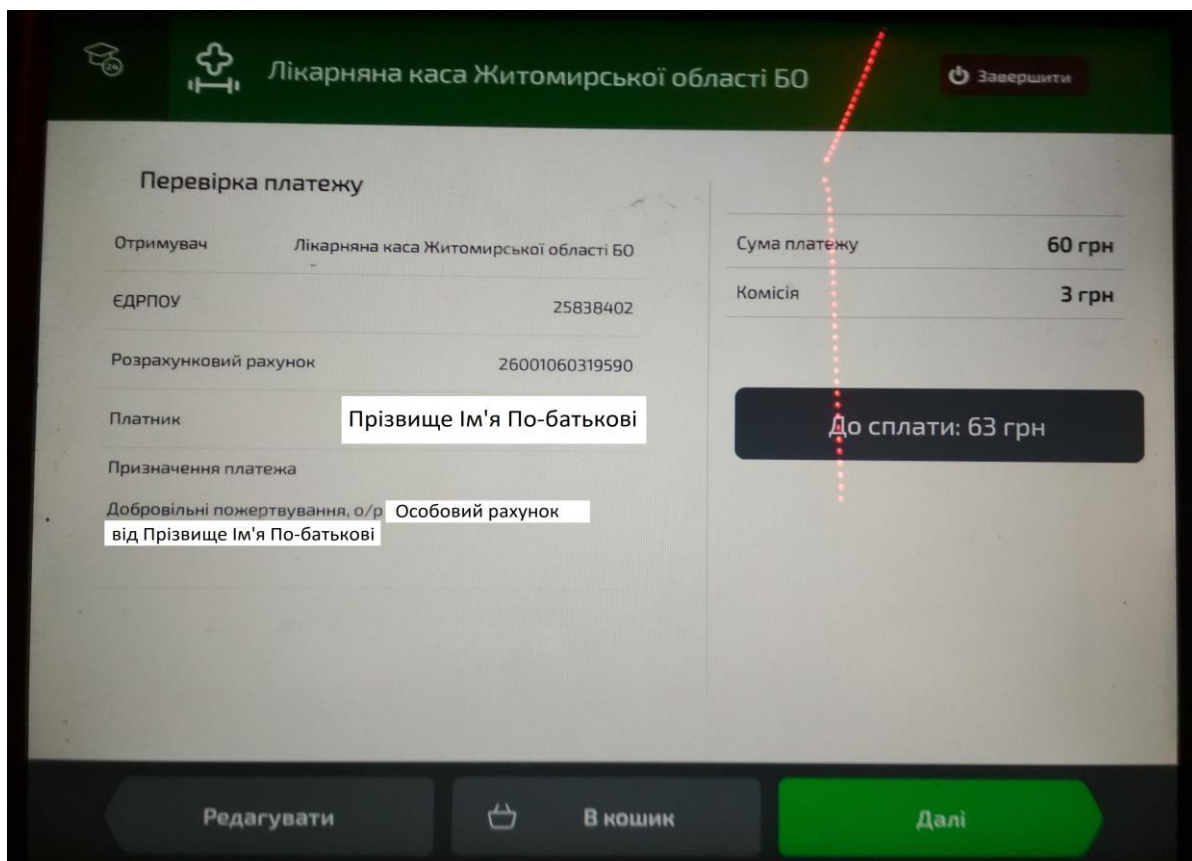 24
Лікарняна каса Житомирської області БО
Завершити
Перевірка платежу
Отримувач Лікарняна каса Житомирської області БО
ЄДРПОУ 25838402
Розрахунковий рахунок 26001060319590
Платник Прізвище Ім'я По-батькові
Призначення платежа
Добровільні пожертвування, о/р Особовий рахунок
від Прізвище Ім'я По-батькові
Сума платежу 60 грн
Комісія 3 грн
До сплати: 63 грн
Редагувати
В кошик
Далі